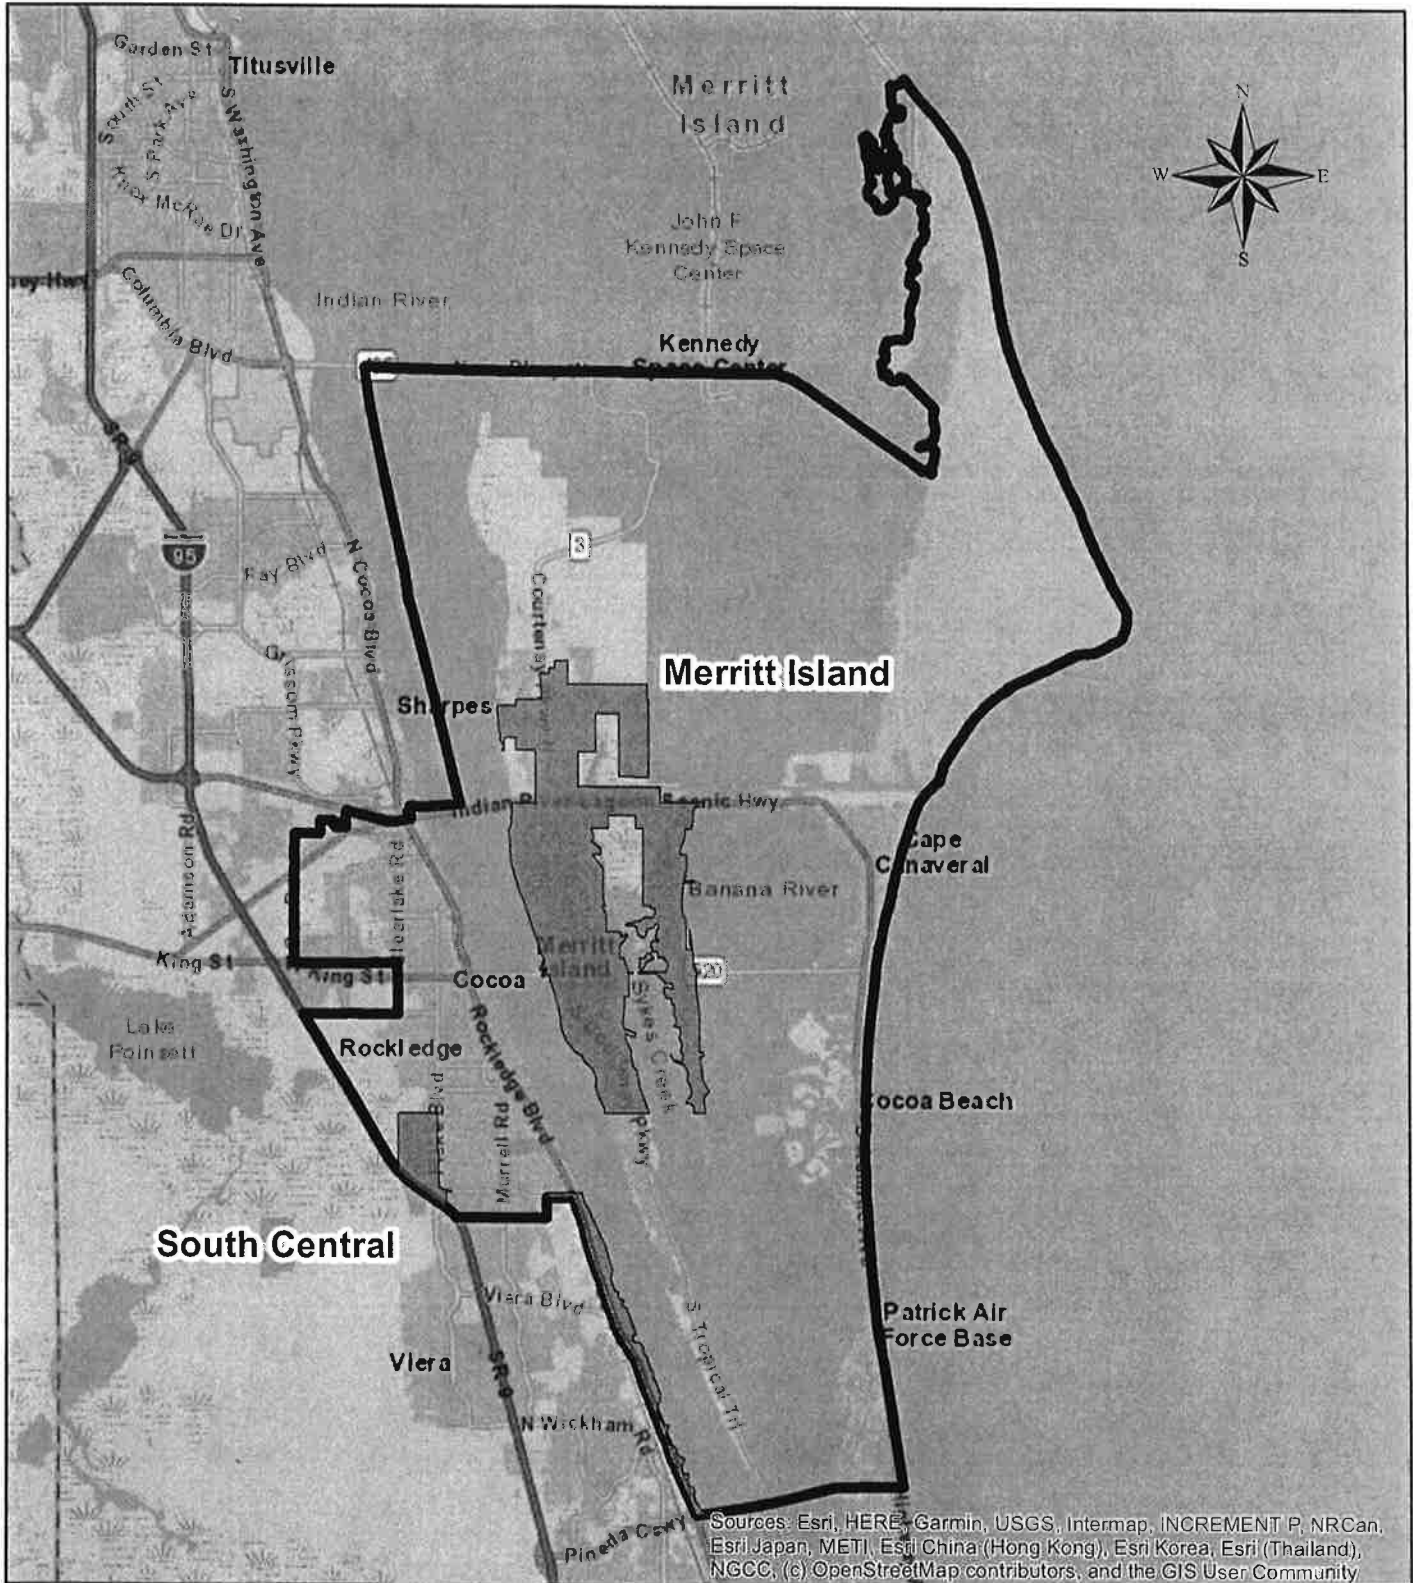 Garden St
Titusville
South St
S Park Ave
S Washington Ave
Knox McRae Dr
Merritt
Island
N
W
E
S
John F
Kennedy Space
Center
Columbia Blvd
Indian River
Kennedy
Space Center
95
Fay Blvd
N Cocoa Blvd
3
Courtenay
Grissom Pkwy
Merritt Island
Sharpes
Indian River Lagoon Scenic Hwy
Adamson Rd
Clearlake Rd
Cape
Canaveral
Banana River
King St
King St
Cocoa
Merritt
Island
520
Sykes Creek
Lake
Poinsett
Rockledge
Rockledge Blvd
Murrell Rd
Pkwy
Cocoa Beach
South Central
Viera Blvd
Viera
SR 9
S Tropical Trl
Patrick Air
Force Base
N Wickham Rd
Pineda Cswy
Sources: Esri, HERE, Garmin, USGS, Intermap, INCREMENT P, NRCan,
Esri Japan, METI, Esri China (Hong Kong), Esri Korea, Esri (Thailand),
NGCC, (c) OpenStreetMap contributors, and the GIS User Community